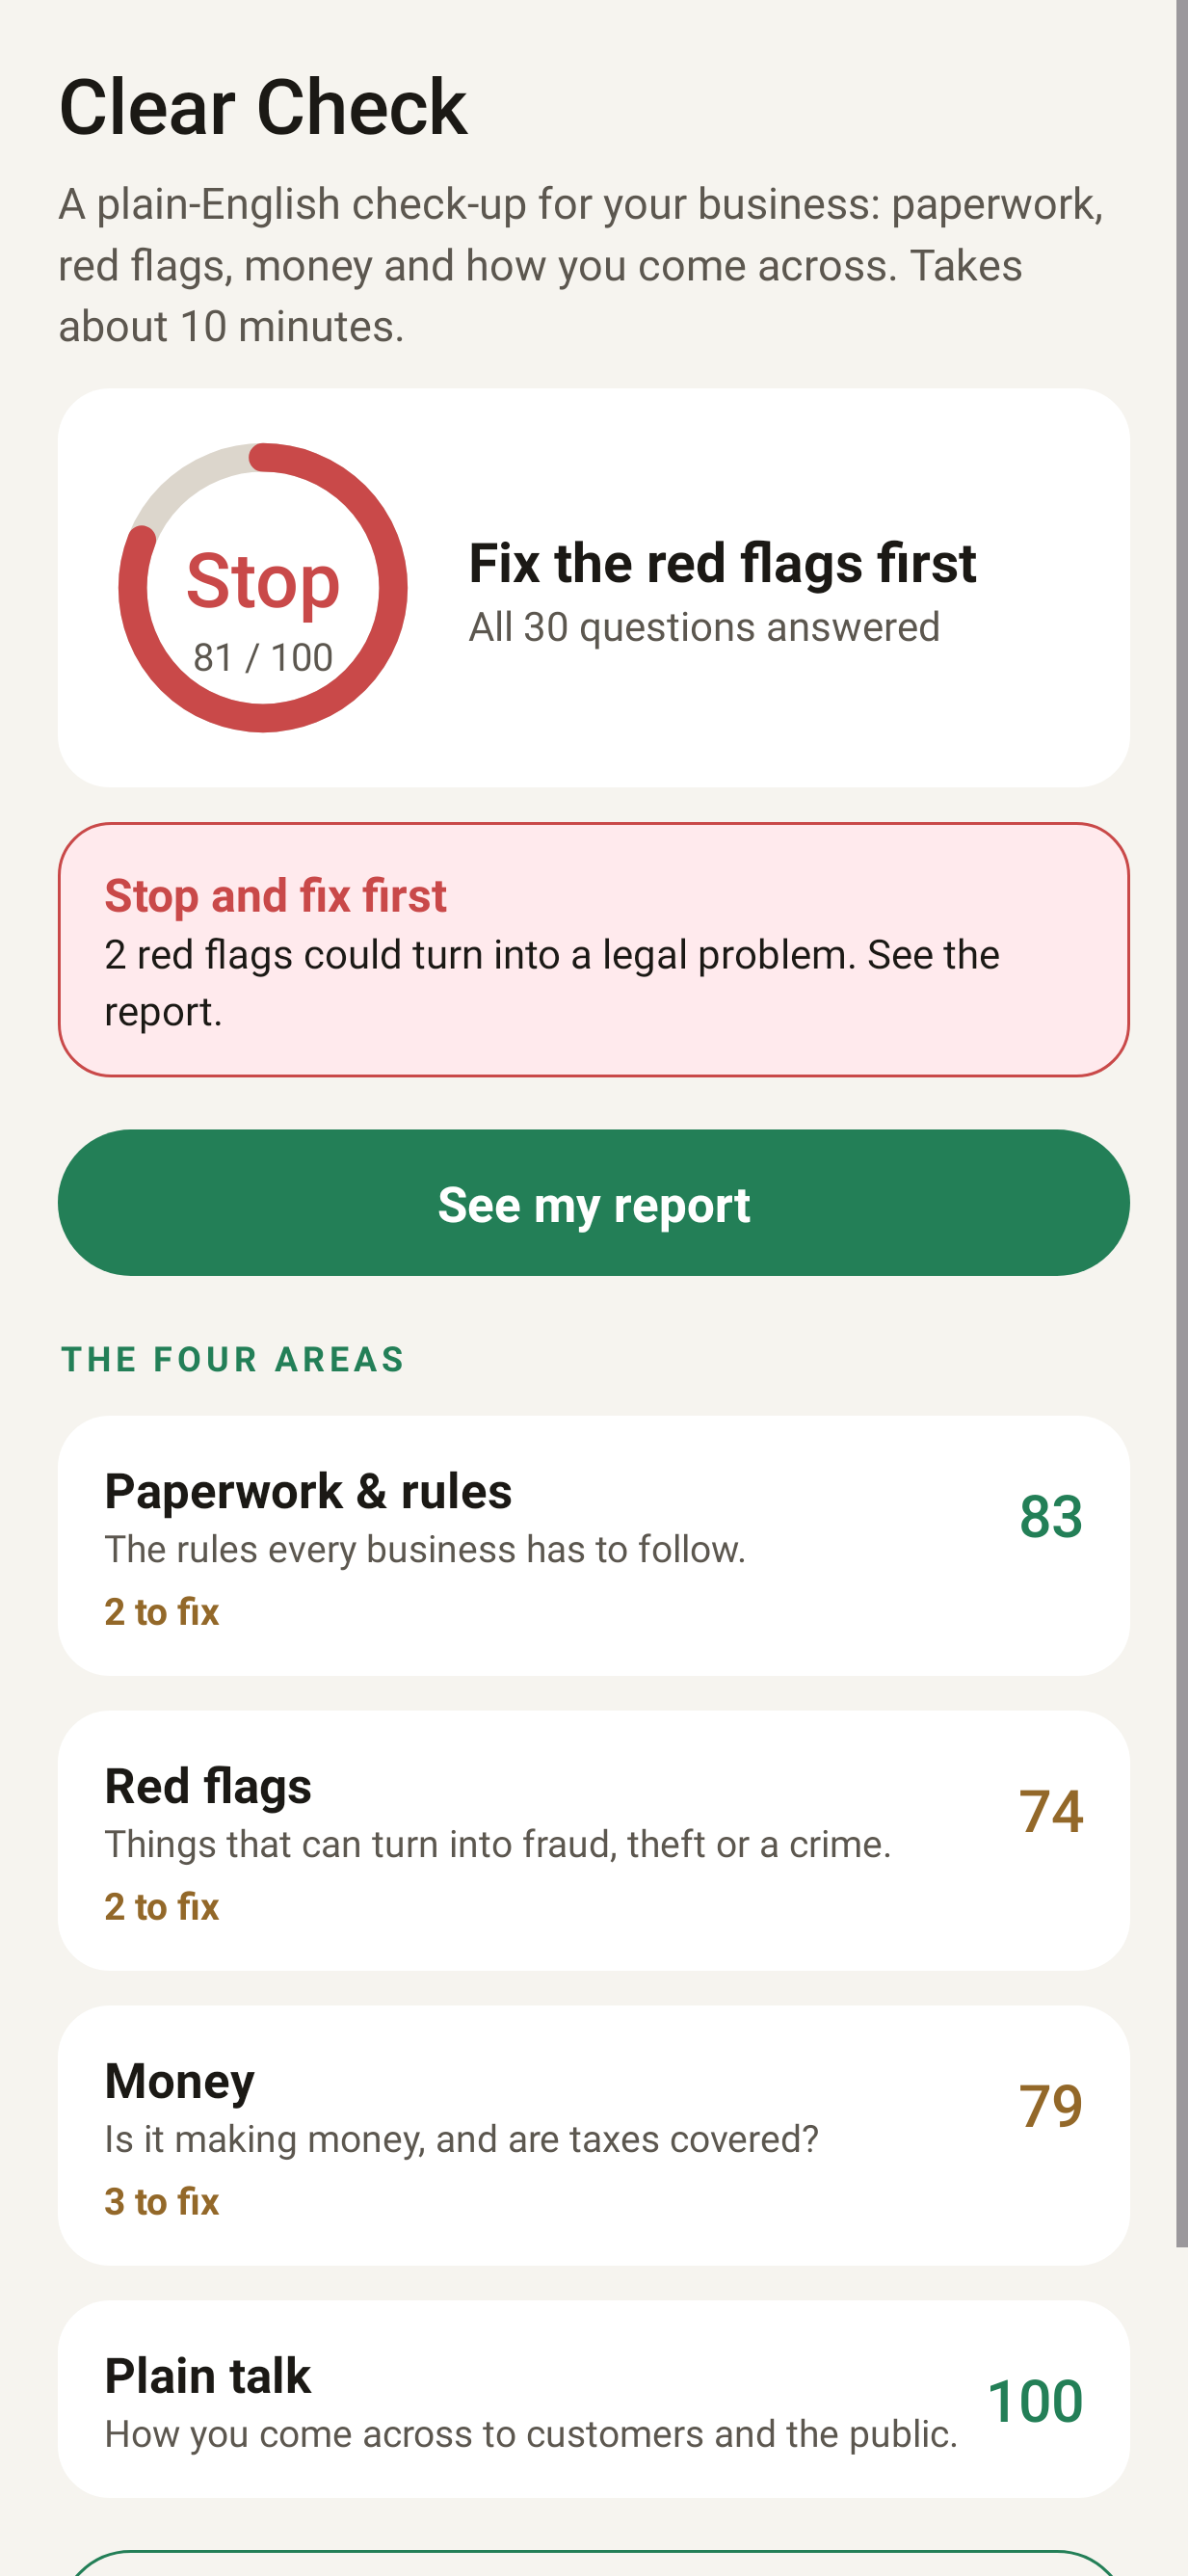 Clear Check
A plain-English check-up for your business: paperwork,
red flags, money and how you come across. Takes
about 10 minutes.
Stop
81 / 100
Fix the red flags first
All 30 questions answered
Stop and fix first
2 red flags could turn into a legal problem. See the
report.
See my report
THE FOUR AREAS
Paperwork & rules
The rules every business has to follow.
2 to fix
83
Red flags
Things that can turn into fraud, theft or a crime.
2 to fix
74
Money
Is it making money, and are taxes covered?
3 to fix
79
Plain talk
How you come across to customers and the public.
100